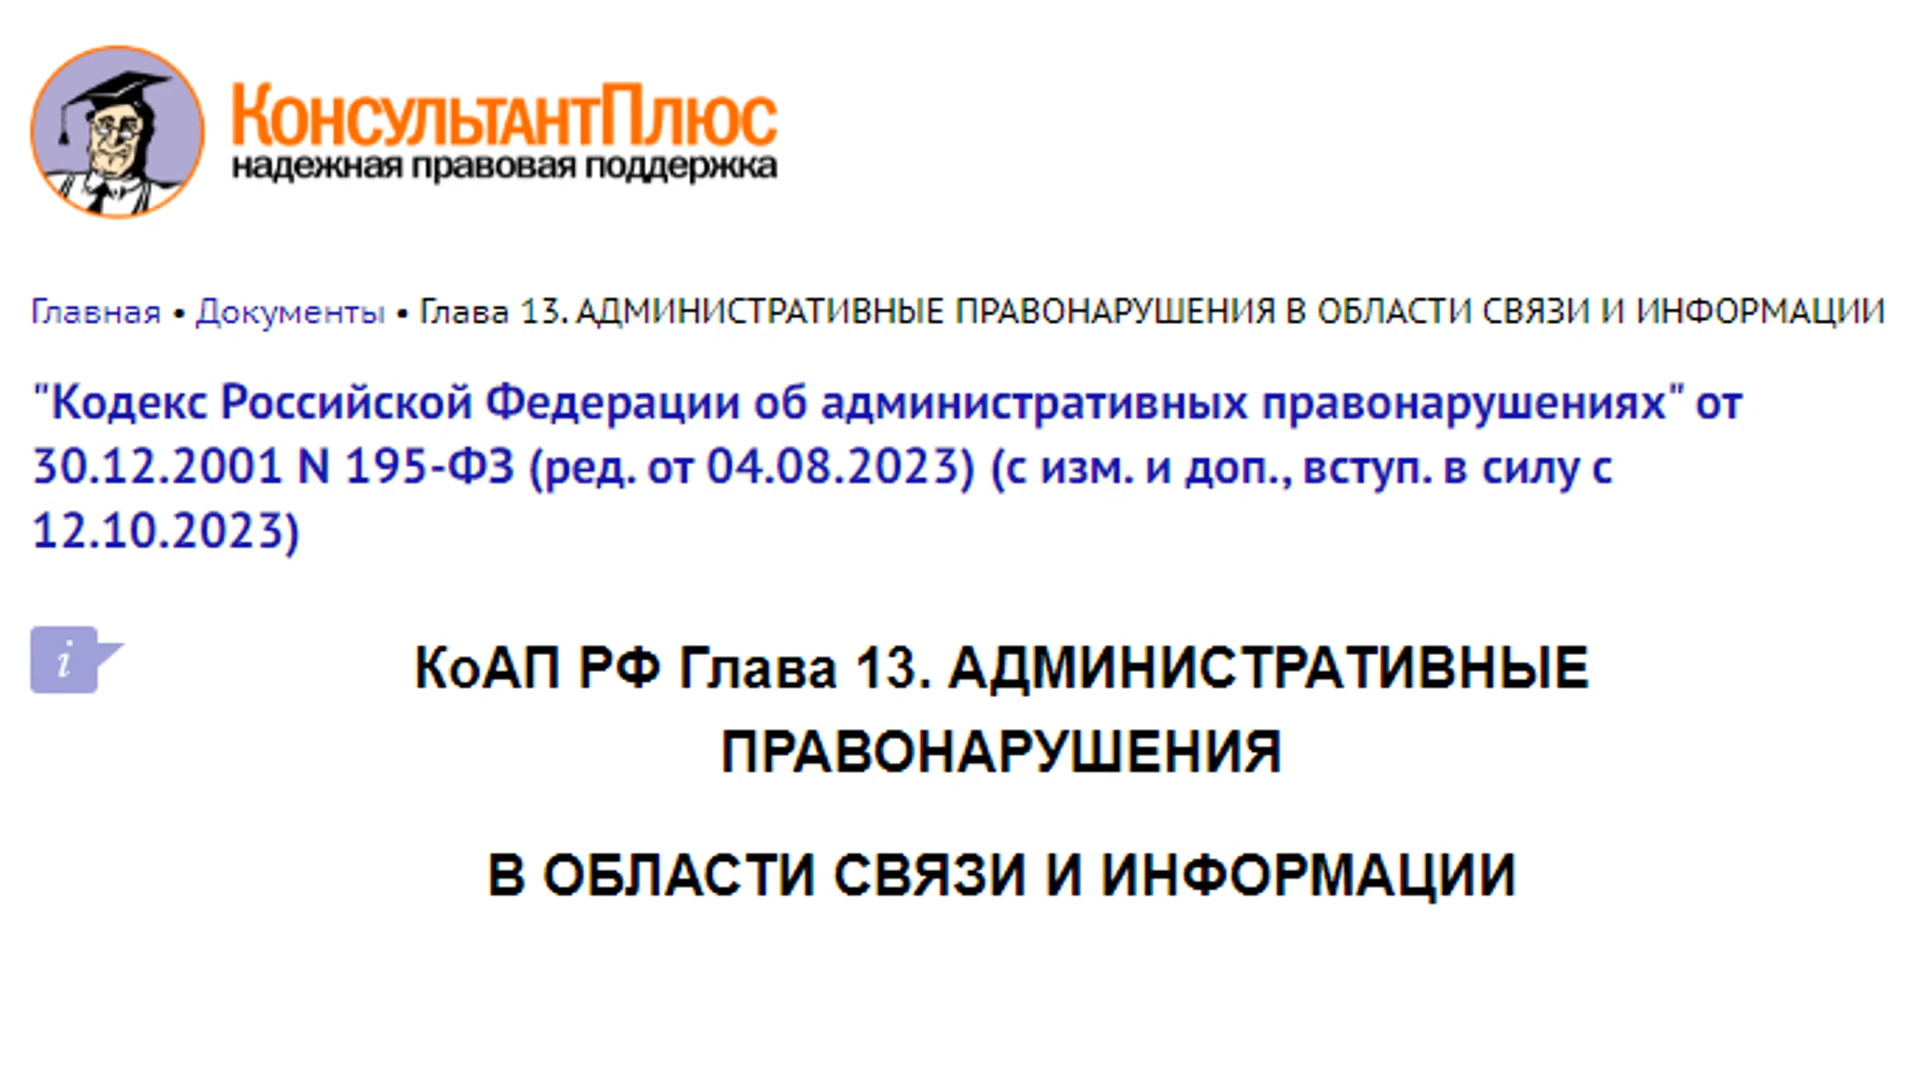 КонсультантПлюс
надежная правовая поддержка
Главная • Документы • Глава 13. АДМИНИСТРАТИВНЫЕ ПРАВОНАРУШЕНИЯ В ОБЛАСТИ СВЯЗИ И ИНФОРМАЦИИ
"Кодекс Российской Федерации об административных правонарушениях" от
30.12.2001 N 195-ФЗ (ред. от 04.08.2023) (с изм. и доп., вступ. в силу с
12.10.2023)
i
КоАП РФ Глава 13. АДМИНИСТРАТИВНЫЕ
ПРАВОНАРУШЕНИЯ
В ОБЛАСТИ СВЯЗИ И ИНФОРМАЦИИ